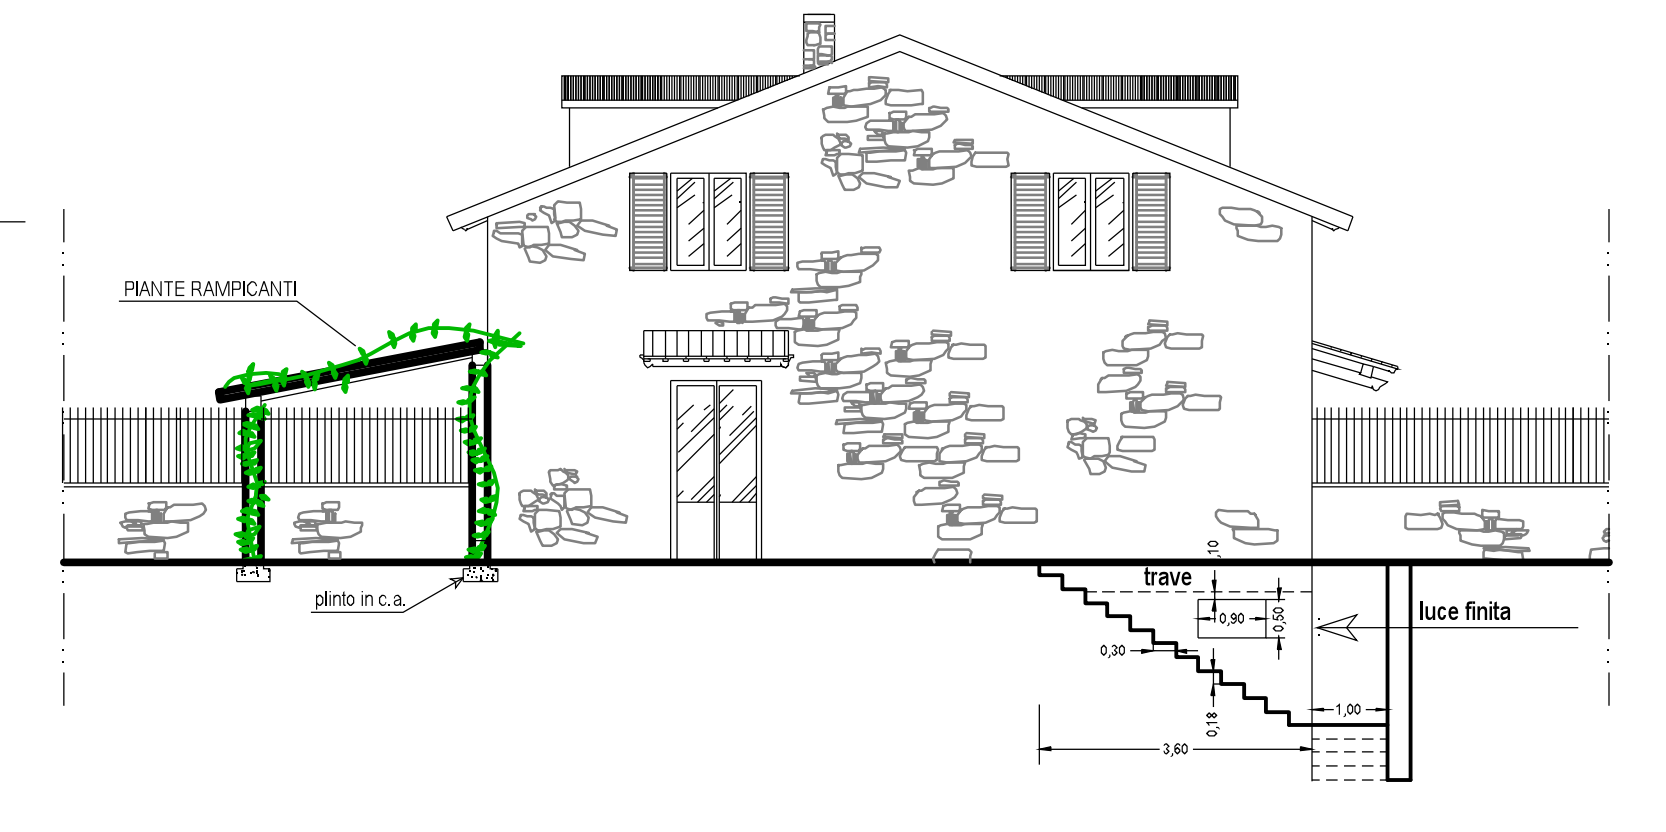 PIANTE RAMPICANTI
plinto in c.a.
,10
trave
0,90
0,50
luce finita
0,30
0,18
1,00
3,60